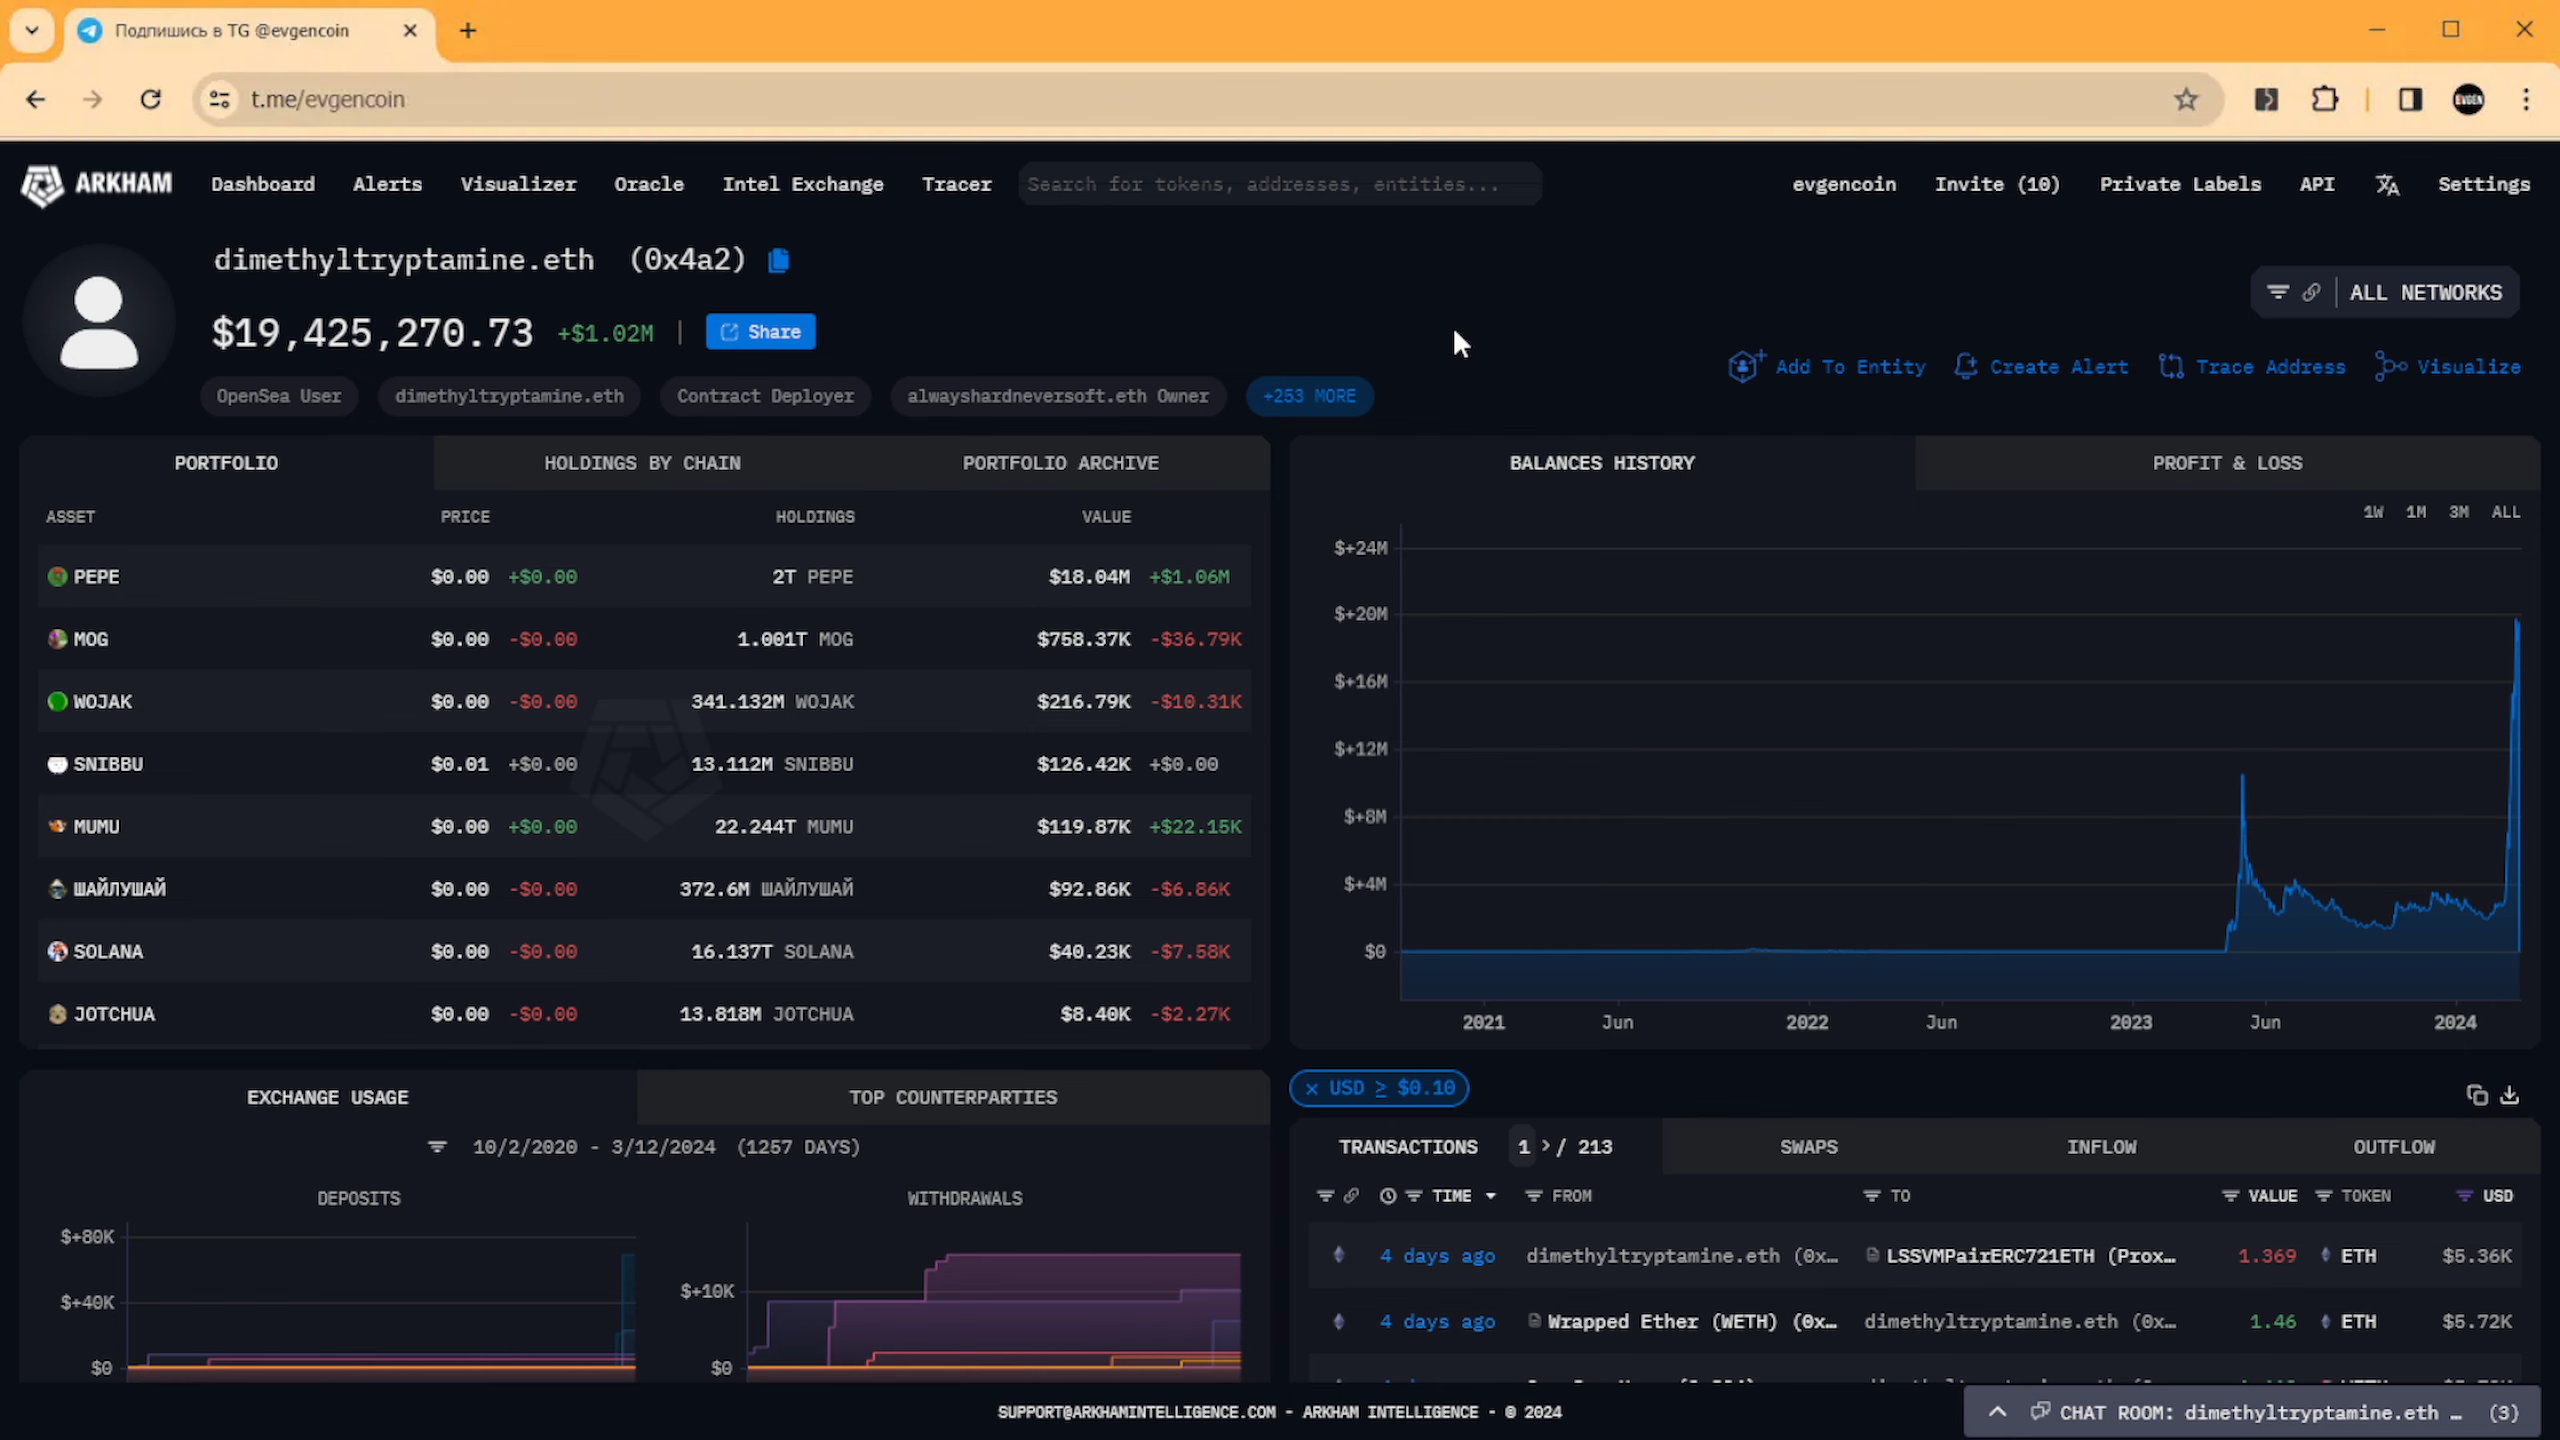 Подпишись в TG @evgencoin
t.me/evgencoin
EVGEN
ARKHAM Dashboard Alerts Visualizer Oracle Intel Exchange Tracer Search for tokens, addresses, entities... evgencoin Invite (10) Private Labels API Settings
dimethyltryptamine.eth (0x4a2)
$19,425,270.73 +$1.02M | Share
ALL NETWORKS
Add To Entity Create Alert Trace Address Visualize
OpenSea User dimethyltryptamine.eth Contract Deployer alwayshardneversoft.eth Owner +253 MORE
PORTFOLIO HOLDINGS BY CHAIN PORTFOLIO ARCHIVE
ASSET PRICE HOLDINGS VALUE
PEPE $0.00 +$0.00 2T PEPE $18.04M +$1.06M
MOG $0.00 -$0.00 1.001T MOG $758.37K -$36.79K
WOJAK $0.00 -$0.00 341.132M WOJAK $216.79K -$10.31K
SNIBBU $0.01 +$0.00 13.112M SNIBBU $126.42K +$0.00
MUMU $0.00 +$0.00 22.244T MUMU $119.87K +$22.15K
ШАЙЛУШАЙ $0.00 -$0.00 372.6M ШАЙЛУШАЙ $92.86K -$6.86K
SOLANA $0.00 -$0.00 16.137T SOLANA $40.23K -$7.58K
JOTCHUA $0.00 -$0.00 13.818M JOTCHUA $8.40K -$2.27K
BALANCES HISTORY PROFIT & LOSS
1W 1M 3M ALL
$+24M
$+20M
$+16M
$+12M
$+8M
$+4M
$0
2021 Jun 2022 Jun 2023 Jun 2024
EXCHANGE USAGE TOP COUNTERPARTIES
10/2/2020 - 3/12/2024 (1257 DAYS)
DEPOSITS WITHDRAWALS
$+80K
$+40K
$0
$+10K
$0
× USD ≥ $0.10
TRANSACTIONS 1 > / 213 SWAPS INFLOW OUTFLOW
TIME FROM TO VALUE TOKEN USD
4 days ago dimethyltryptamine.eth (0x… LSSVMPairERC721ETH (Prox… 1.369 ETH $5.36K
4 days ago Wrapped Ether (WETH) (0x… dimethyltryptamine.eth (0x… 1.46 ETH $5.72K
SUPPORT@ARKHAMINTELLIGENCE.COM - ARKHAM INTELLIGENCE - © 2024
CHAT ROOM: dimethyltryptamine.eth … (3)